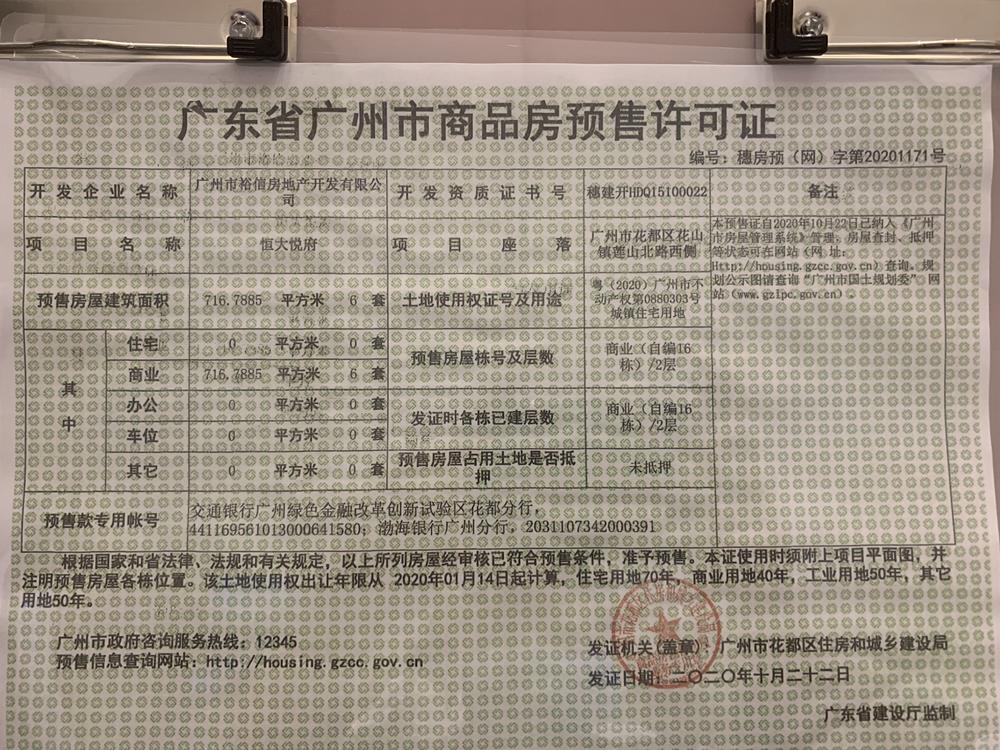 广东省广州市商品房预售许可证
编号：穗房预（网）字第20201171号
开发企业名称 广州市裕信房地产开发有限公司 开发资质证书号 穗建开HDQ15100022 备注
项目名称 恒大悦府 项目座落 广州市花都区花山镇莲山北路西侧
本预售证自2020年10月22日已纳入《广州
市房屋管理系统》管理，房屋查封、抵押
等状态可在网站（网 址：
Http://housing.gzcc.gov.cn）查询。规
划公示图请查询“广州市国土规划委”网
站（www.gzlpc.gov.cn）。
预售房屋建筑面积 716.7885 平方米 6 套 土地使用权证号及用途 粤（2020）广州市不动产权第0880303号 城镇住宅用地
其中
住宅 0 平方米 0 套 预售房屋栋号及层数 商业（自编16栋）/2层
商业 716.7885 平方米 6 套
办公 0 平方米 0 套 发证时各栋已建层数 商业（自编16栋）/2层
车位 0 平方米 0 套
其它 0 平方米 0 套 预售房屋占用土地是否抵押 未抵押
预售款专用帐号 交通银行广州绿色金融改革创新试验区花都分行，
441169561013000641580；渤海银行广州分行，2031107342000391
根据国家和省法律、法规和有关规定，以上所列房屋经审核已符合预售条件，准予预售。本证使用时须附上项目平面图，并
注明预售房屋各栋位置。该土地使用权出让年限从 2020年01月14日起计算，住宅用地70年，商业用地40年，工业用地50年，其它
用地50年。
广州市政府咨询服务热线：12345
预售信息查询网站：http://housing.gzcc.gov.cn
发证机关(盖章)：广州市花都区住房和城乡建设局
发证日期：二〇二〇年十月二十二日
广东省建设厅监制